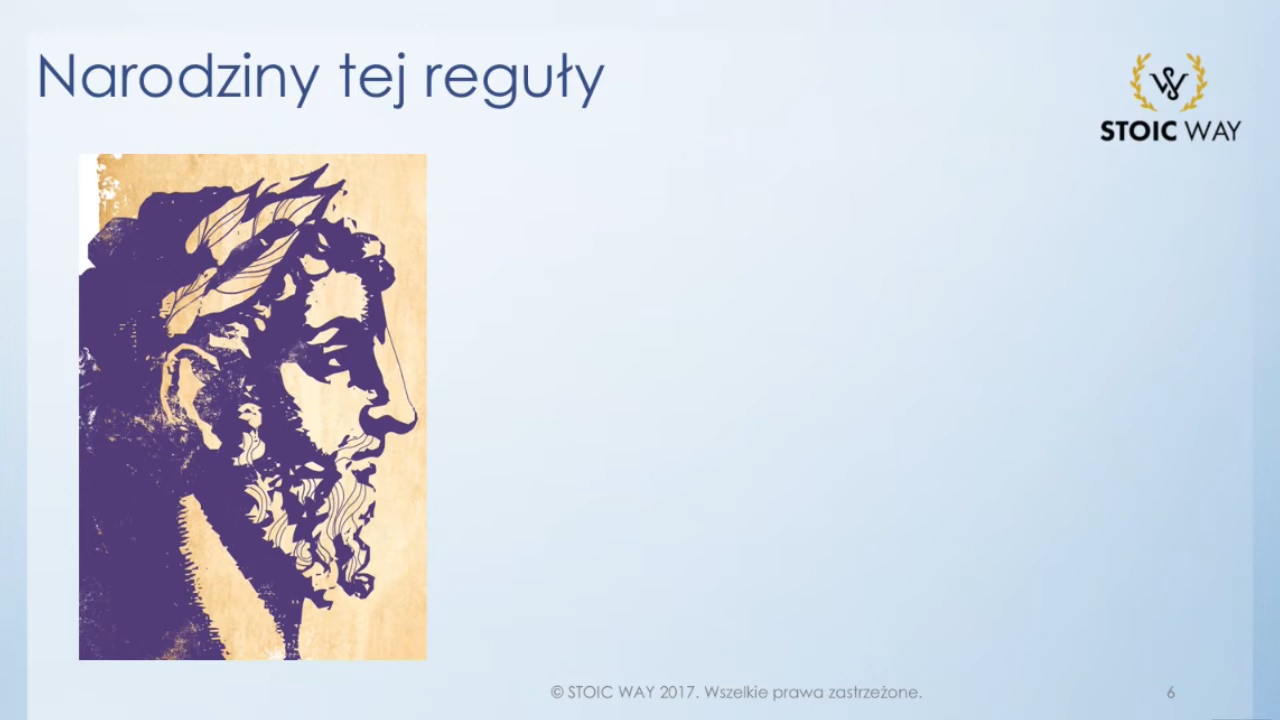 Narodziny tej reguły
STOIC WAY
© STOIC WAY 2017. Wszelkie prawa zastrzeżone.
6